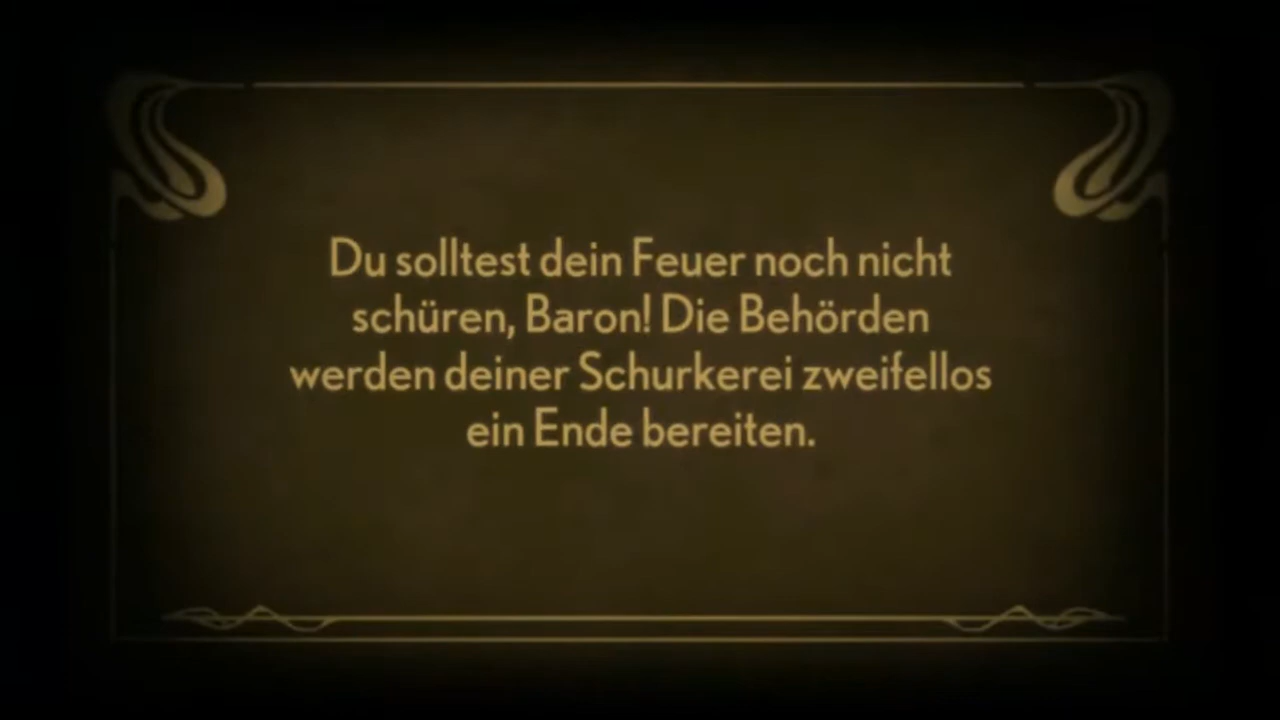 Du solltest dein Feuer noch nicht
schüren, Baron! Die Behörden
werden deiner Schurkerei zweifellos
ein Ende bereiten.